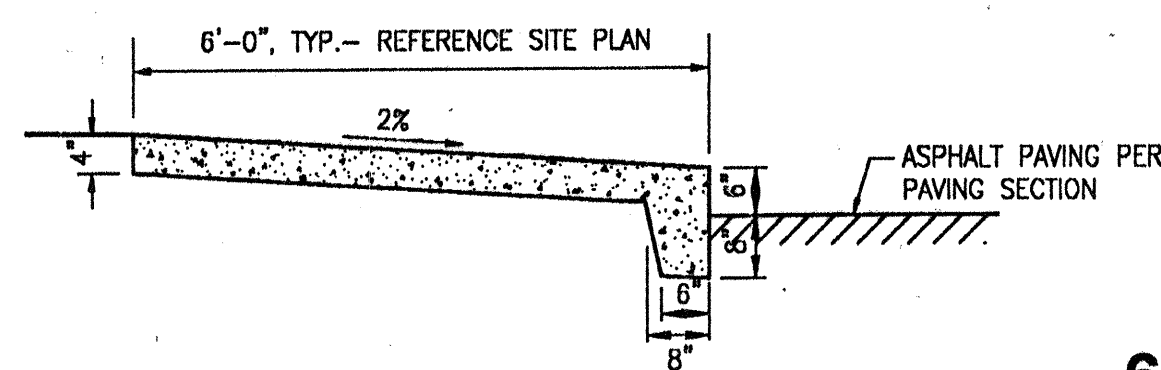 6'-0", TYP.- REFERENCE SITE PLAN
2%
4"
ASPHALT PAVING PER
PAVING SECTION
6"
8"
6"
8"